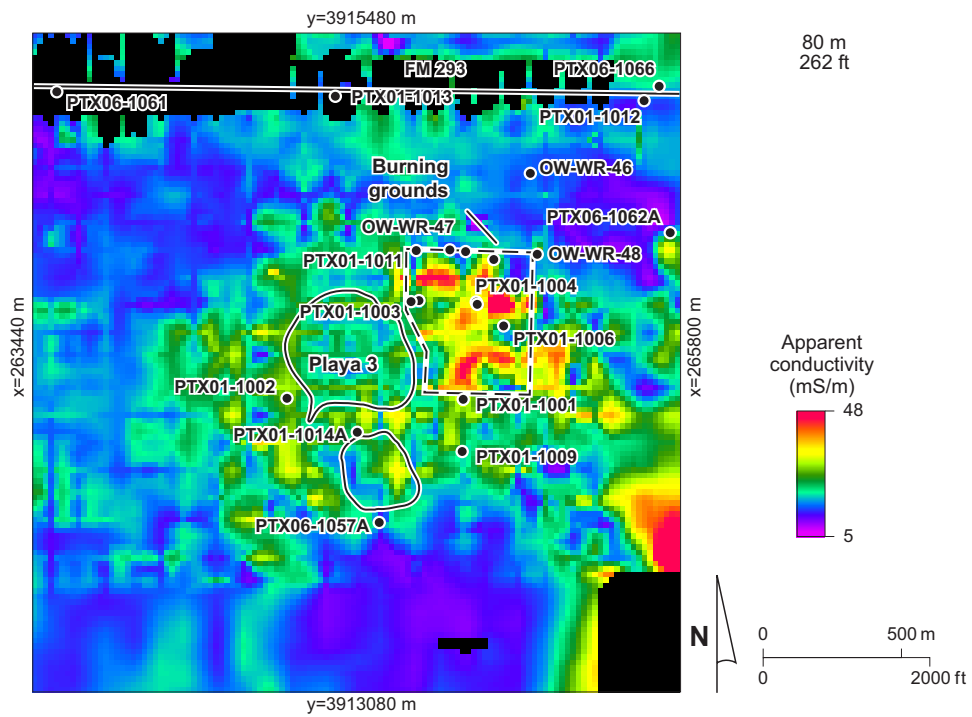 y=3915480 m
80 m
262 ft
FM 293
PTX06-1066
PTX06-1061
PTX01-1013
PTX01-1012
Burning
grounds
OW-WR-46
PTX06-1062A
OW-WR-47
PTX01-1011
OW-WR-48
PTX01-1004
PTX01-1003
PTX01-1006
x=263440 m
x=265800 m
Playa 3
Apparent
conductivity
(mS/m)
PTX01-1002
PTX01-1001
48
PTX01-1014A
PTX01-1009
PTX06-1057A
5
N
0
500 m
0
2000 ft
y=3913080 m